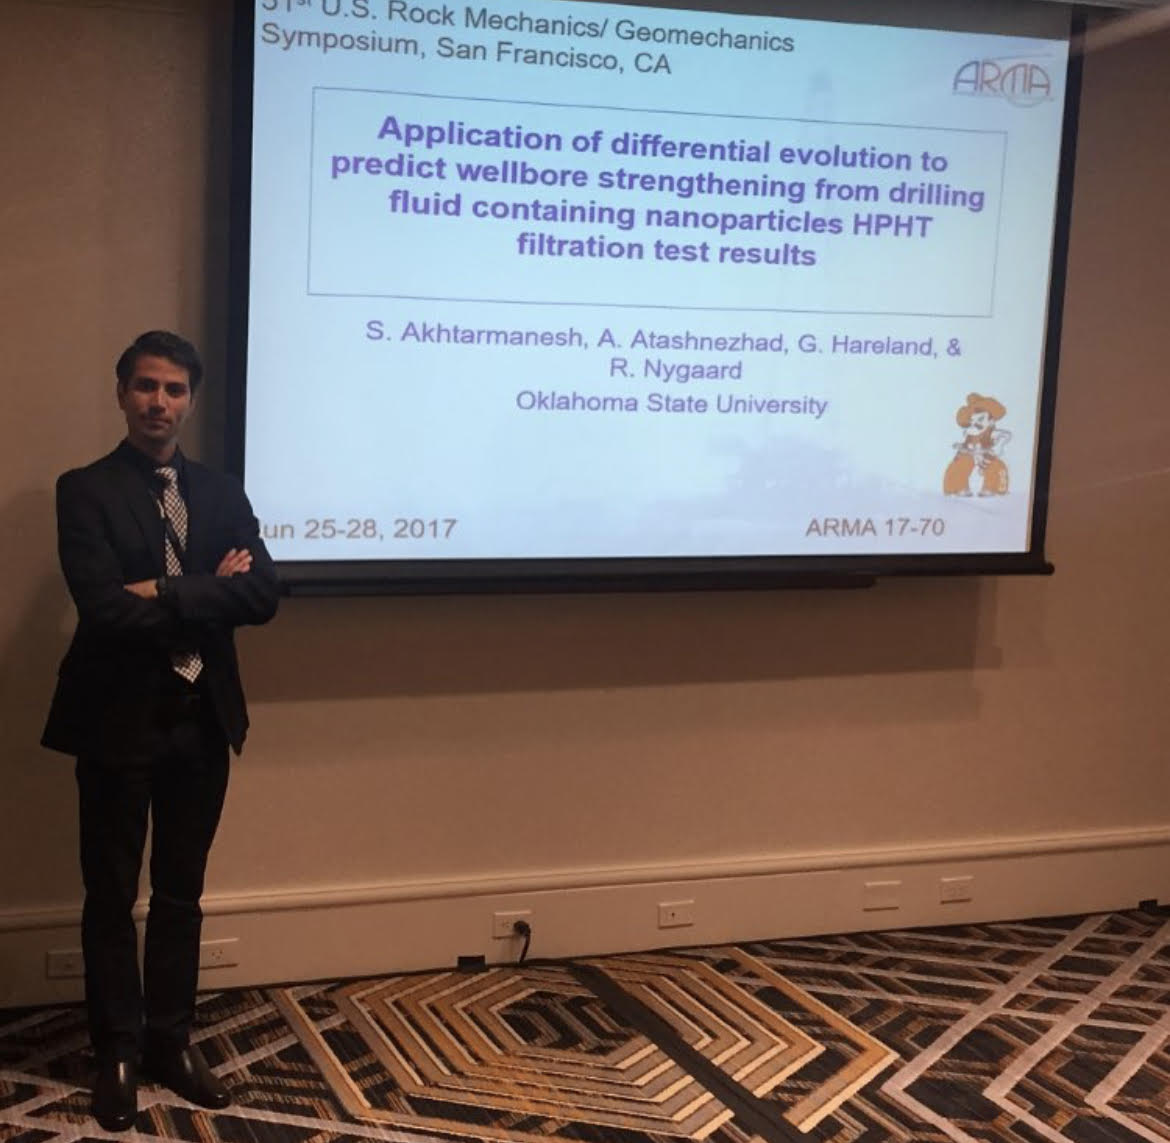 51st U.S. Rock Mechanics/ Geomechanics
Symposium, San Francisco, CA
ARMA
Application of differential evolution to
predict wellbore strengthening from drilling
fluid containing nanoparticles HPHT
filtration test results
S. Akhtarmanesh, A. Atashnezhad, G. Hareland, &
R. Nygaard
Oklahoma State University
Jun 25-28, 2017
ARMA 17-70